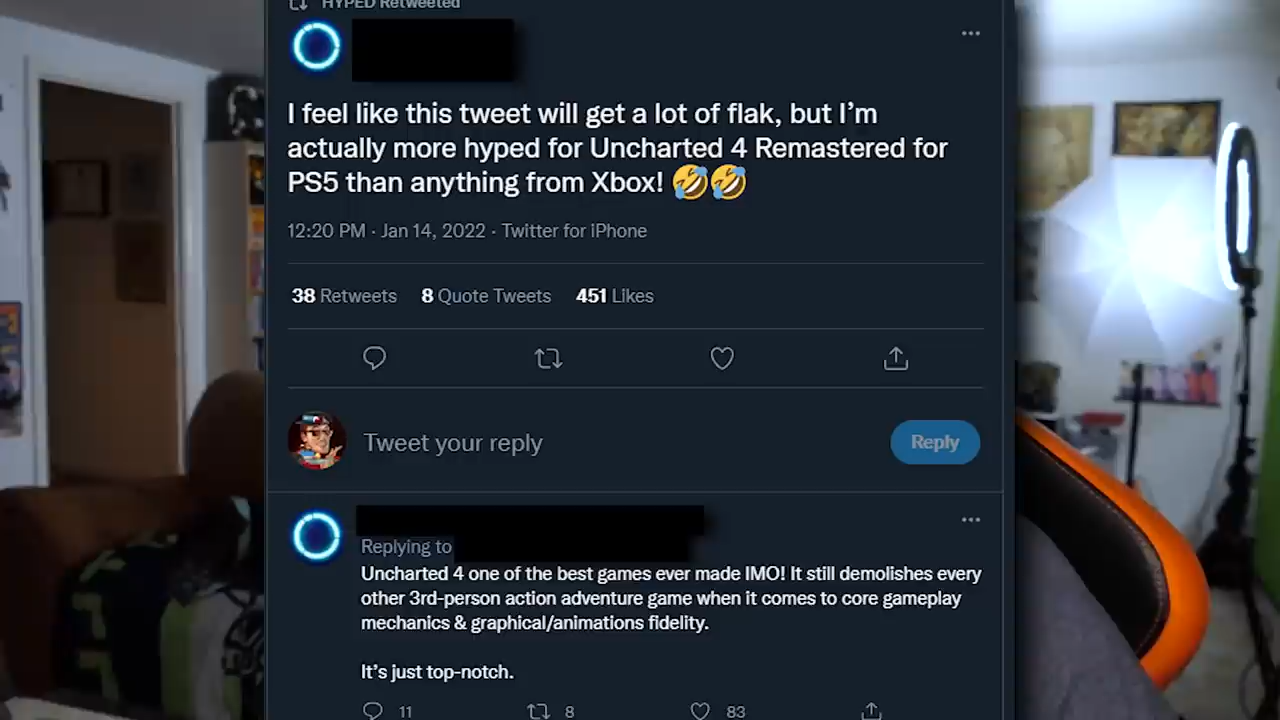 HYPED Retweeted
I feel like this tweet will get a lot of flak, but I’m
actually more hyped for Uncharted 4 Remastered for
PS5 than anything from Xbox! 🤣🤣
12:20 PM · Jan 14, 2022 · Twitter for iPhone
38 Retweets 8 Quote Tweets 451 Likes
Tweet your reply
Reply
Replying to
Uncharted 4 one of the best games ever made IMO! It still demolishes every
other 3rd-person action adventure game when it comes to core gameplay
mechanics & graphical/animations fidelity.
It’s just top-notch.
11 8 83